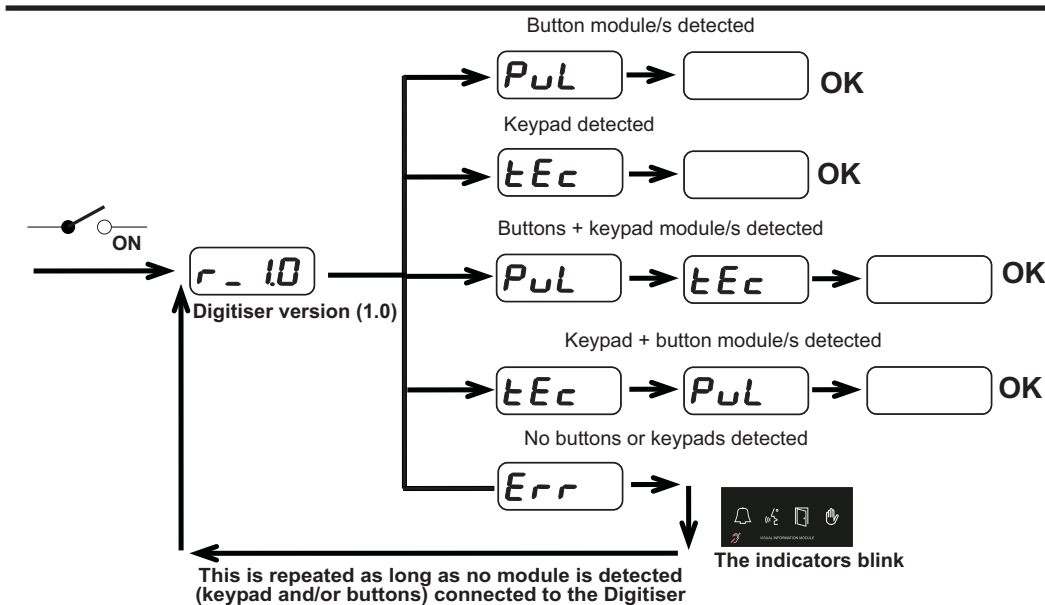 Button module/s detected
PuL
OK
Keypad detected
tEc
OK
Buttons + keypad module/s detected
ON
PuL
tEc
OK
r_ 1.0
Digitiser version (1.0)
Keypad + button module/s detected
tEc
PuL
OK
No buttons or keypads detected
Err
VISUAL INFORMATION MODULE
The indicators blink
This is repeated as long as no module is detected
(keypad and/or buttons) connected to the Digitiser